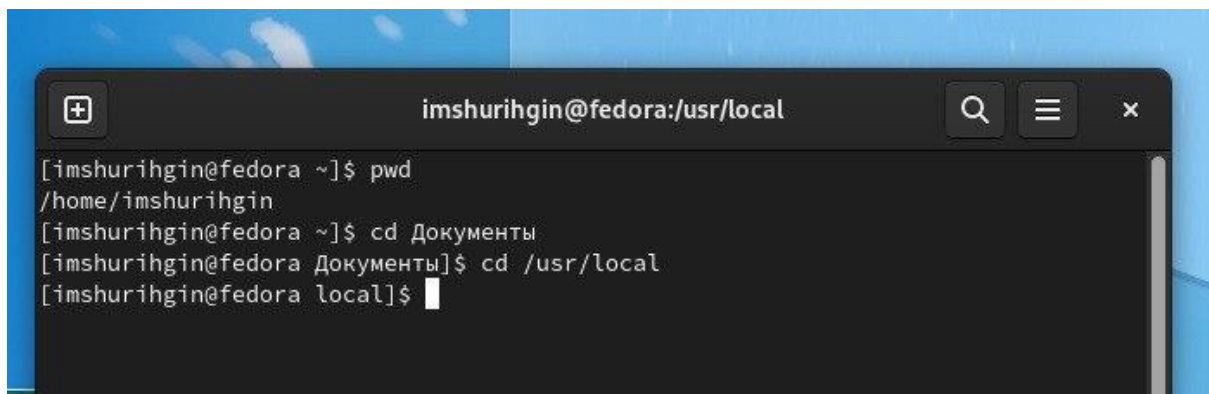 imshurihgin@fedora:/usr/local
[imshurihgin@fedora ~]$ pwd
/home/imshurihgin
[imshurihgin@fedora ~]$ cd Документы
[imshurihgin@fedora Документы]$ cd /usr/local
[imshurihgin@fedora local]$